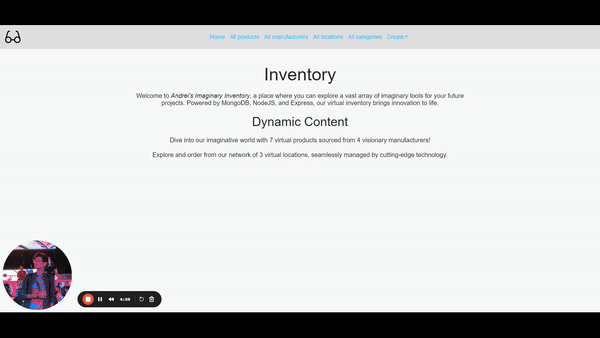 Home All products All manufacturers All locations All categories Create
Inventory
Welcome to Andrei's Imaginary Inventory, a place where you can explore a vast array of imaginary tools for your future
projects. Powered by MongoDB, NodeJS, and Express, our virtual inventory brings innovation to life.
Dynamic Content
Dive into our imaginative world with 7 virtual products sourced from 4 visionary manufacturers!
Explore and order from our network of 3 virtual locations, seamlessly managed by cutting-edge technology.